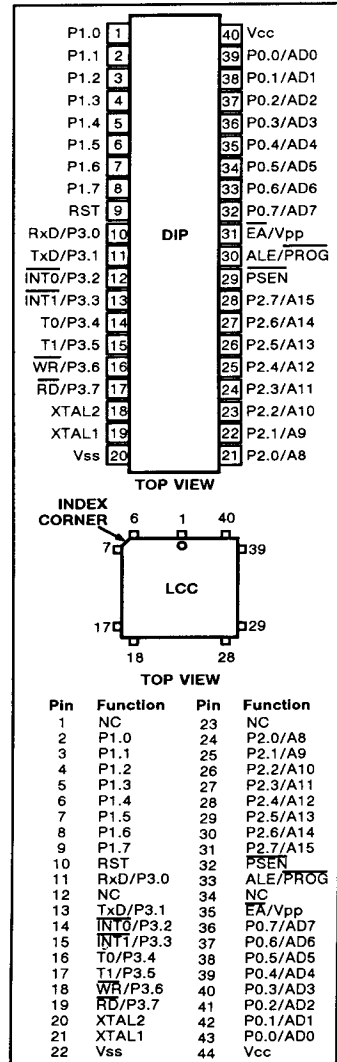 P1.0 1 40 Vcc
P1.1 2 39 P0.0/AD0
P1.2 3 38 P0.1/AD1
P1.3 4 37 P0.2/AD2
P1.4 5 36 P0.3/AD3
P1.5 6 35 P0.4/AD4
P1.6 7 34 P0.5/AD5
P1.7 8 33 P0.6/AD6
RST 9 DIP 32 P0.7/AD7
RxD/P3.0 10 31 EA/Vpp
TxD/P3.1 11 30 ALE/PROG
INT0/P3.2 12 29 PSEN
INT1/P3.3 13 28 P2.7/A15
T0/P3.4 14 27 P2.6/A14
T1/P3.5 15 26 P2.5/A13
WR/P3.6 16 25 P2.4/A12
RD/P3.7 17 24 P2.3/A11
XTAL2 18 23 P2.2/A10
XTAL1 19 22 P2.1/A9
Vss 20 21 P2.0/A8
TOP VIEW
INDEX
CORNER
6 1 40
7 39
LCC
17 29
18 28
TOP VIEW
Pin Function Pin Function
1 NC 23 NC
2 P1.0 24 P2.0/A8
3 P1.1 25 P2.1/A9
4 P1.2 26 P2.2/A10
5 P1.3 27 P2.3/A11
6 P1.4 28 P2.4/A12
7 P1.5 29 P2.5/A13
8 P1.6 30 P2.6/A14
9 P1.7 31 P2.7/A15
10 RST 32 PSEN
11 RxD/P3.0 33 ALE/PROG
12 NC 34 NC
13 TxD/P3.1 35 EA/Vpp
14 INT0/P3.2 36 P0.7/AD7
15 INT1/P3.3 37 P0.6/AD6
16 T0/P3.4 38 P0.5/AD5
17 T1/P3.5 39 P0.4/AD4
18 WR/P3.6 40 P0.3/AD3
19 RD/P3.7 41 P0.2/AD2
20 XTAL2 42 P0.1/AD1
21 XTAL1 43 P0.0/AD0
22 Vss 44 Vcc